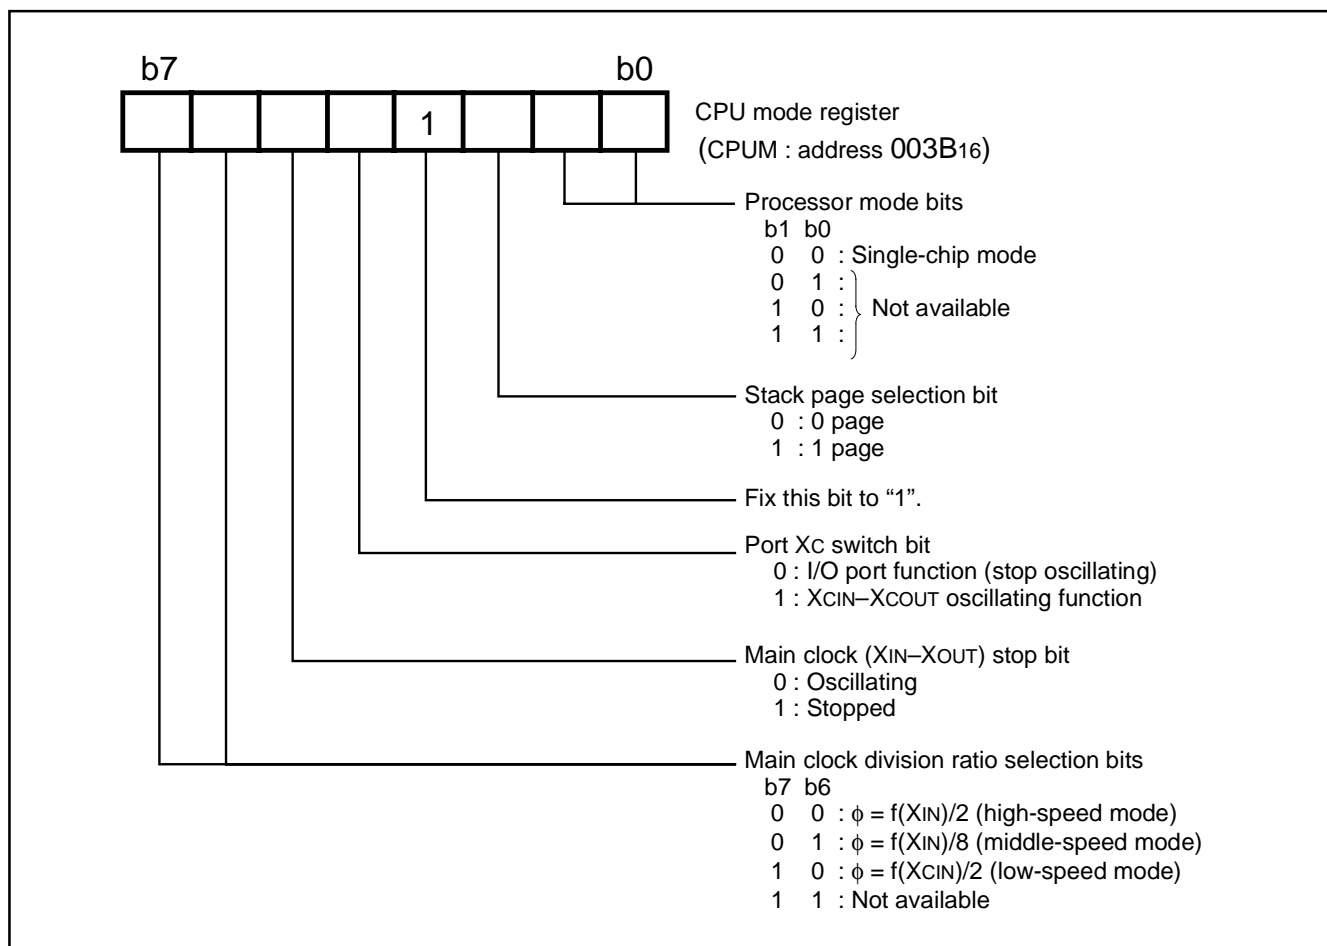 b7 b0
1
CPU mode register
(CPUM : address 003B16)
Processor mode bits
b1 b0
0 0 : Single-chip mode
0 1 :
1 0 : Not available
1 1 :
Stack page selection bit
0 : 0 page
1 : 1 page
Fix this bit to “1”.
Port XC switch bit
0 : I/O port function (stop oscillating)
1 : XCIN–XCOUT oscillating function
Main clock (XIN–XOUT) stop bit
0 : Oscillating
1 : Stopped
Main clock division ratio selection bits
b7 b6
0 0 : φ = f(XIN)/2 (high-speed mode)
0 1 : φ = f(XIN)/8 (middle-speed mode)
1 0 : φ = f(XCIN)/2 (low-speed mode)
1 1 : Not available